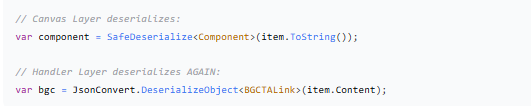 // Canvas Layer deserializes:
var component = SafeDeserialize<Component>(item.ToString());
// Handler Layer deserializes AGAIN:
var bgc = JsonConvert.DeserializeObject<BGCTALink>(item.Content);